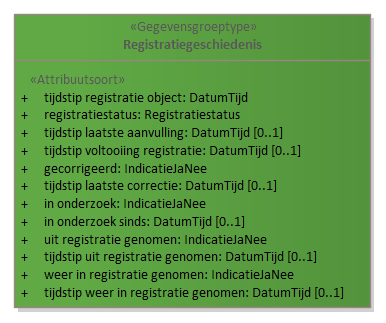 «Gegevensgroeptype»
Registratiegeschiedenis
«Attribuutsoort»
+ tijdstip registratie object: DatumTijd
+ registratiestatus: Registratiestatus
+ tijdstip laatste aanvulling: DatumTijd [0..1]
+ tijdstip voltooiing registratie: DatumTijd [0..1]
+ gecorrigeerd: IndicatieJaNee
+ tijdstip laatste correctie: DatumTijd [0..1]
+ in onderzoek: IndicatieJaNee
+ in onderzoek sinds: DatumTijd [0..1]
+ uit registratie genomen: IndicatieJaNee
+ tijdstip uit registratie genomen: DatumTijd [0..1]
+ weer in registratie genomen: IndicatieJaNee
+ tijdstip weer in registratie genomen: DatumTijd [0..1]